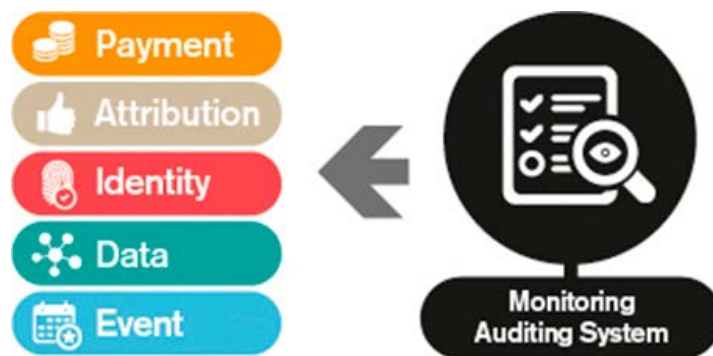 Payment
Attribution
Identity
Data
Event
Monitoring
Auditing System